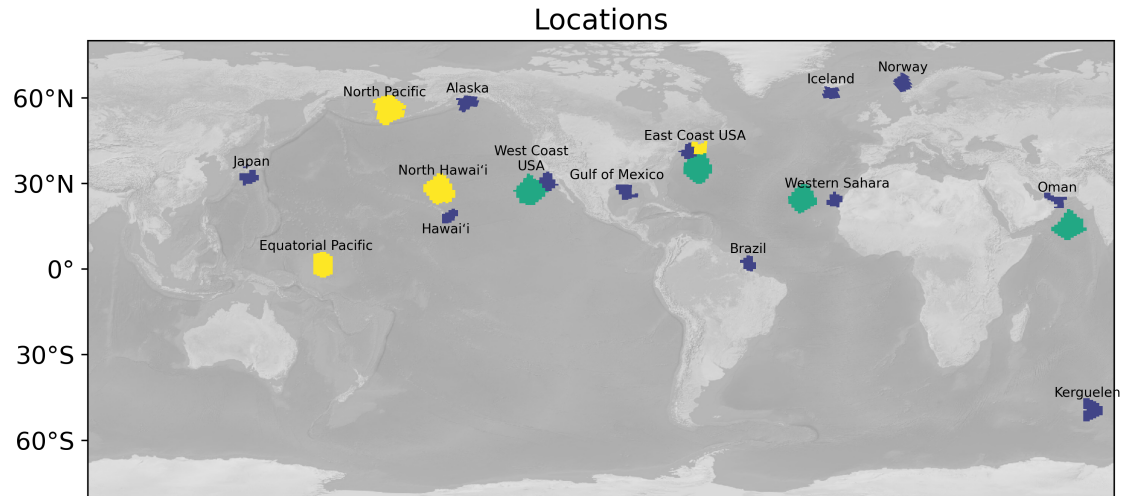 Locations
60°N
30°N
0°
30°S
60°S
Norway
Iceland
Alaska
North Pacific
East Coast USA
West Coast
USA
Japan
North Hawaiʻi
Gulf of Mexico
Western Sahara
Oman
Hawaiʻi
Equatorial Pacific
Brazil
Kerguelen